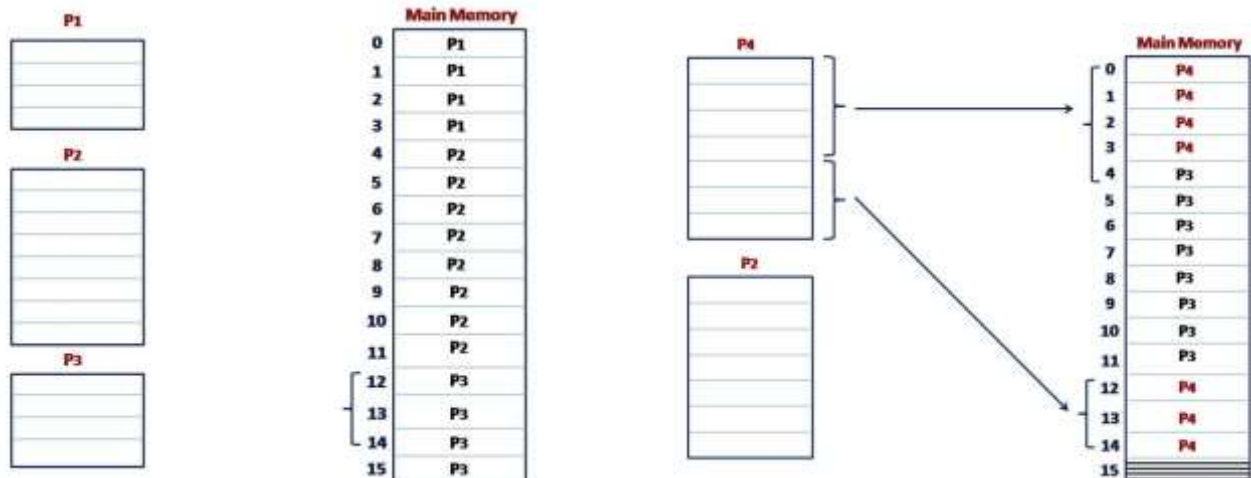 P1
P2
P3
Main Memory
0 P1
1 P1
2 P1
3 P1
4 P2
5 P2
6 P2
7 P2
8 P2
9 P2
10 P2
11 P2
12 P3
13 P3
14 P3
15 P3
P4
P2
Main Memory
0 P4
1 P4
2 P4
3 P4
4 P3
5 P3
6 P3
7 P3
8 P3
9 P3
10 P3
11 P3
12 P4
13 P4
14 P4
15